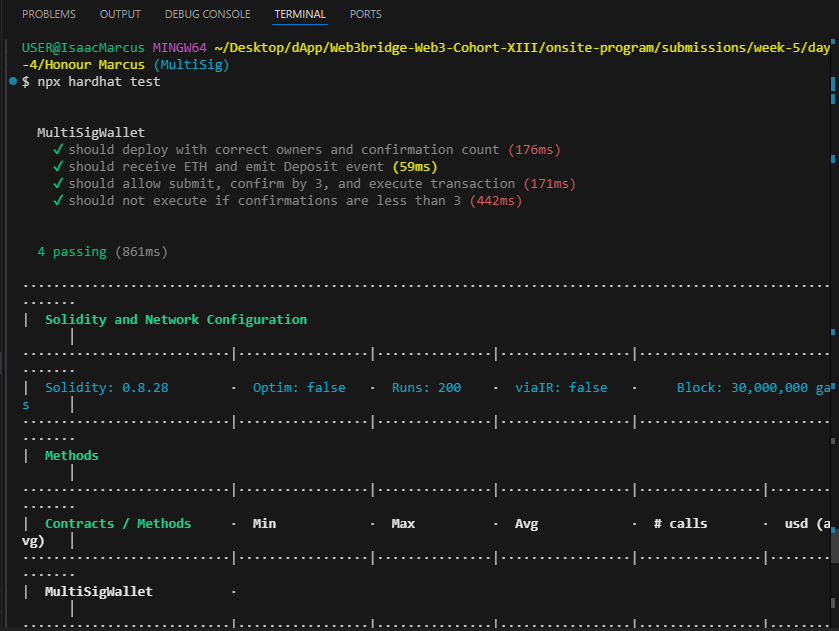 PROBLEMS OUTPUT DEBUG CONSOLE TERMINAL PORTS
USER@IsaacMarcus MINGW64 ~/Desktop/dApp/Web3bridge-Web3-Cohort-XIII/onsite-program/submissions/week-5/day
-4/Honour Marcus (MultiSig)
$ npx hardhat test
MultiSigWallet
✓ should deploy with correct owners and confirmation count (176ms)
✓ should receive ETH and emit Deposit event (59ms)
✓ should allow submit, confirm by 3, and execute transaction (171ms)
✓ should not execute if confirmations are less than 3 (442ms)
4 passing (861ms)
| Solidity and Network Configuration
|
| Solidity: 0.8.28 · Optim: false · Runs: 200 · viaIR: false · Block: 30,000,000 ga
s |
| Methods
|
| Contracts / Methods · Min · Max · Avg · # calls · usd (a
vg) |
| MultiSigWallet ·
|